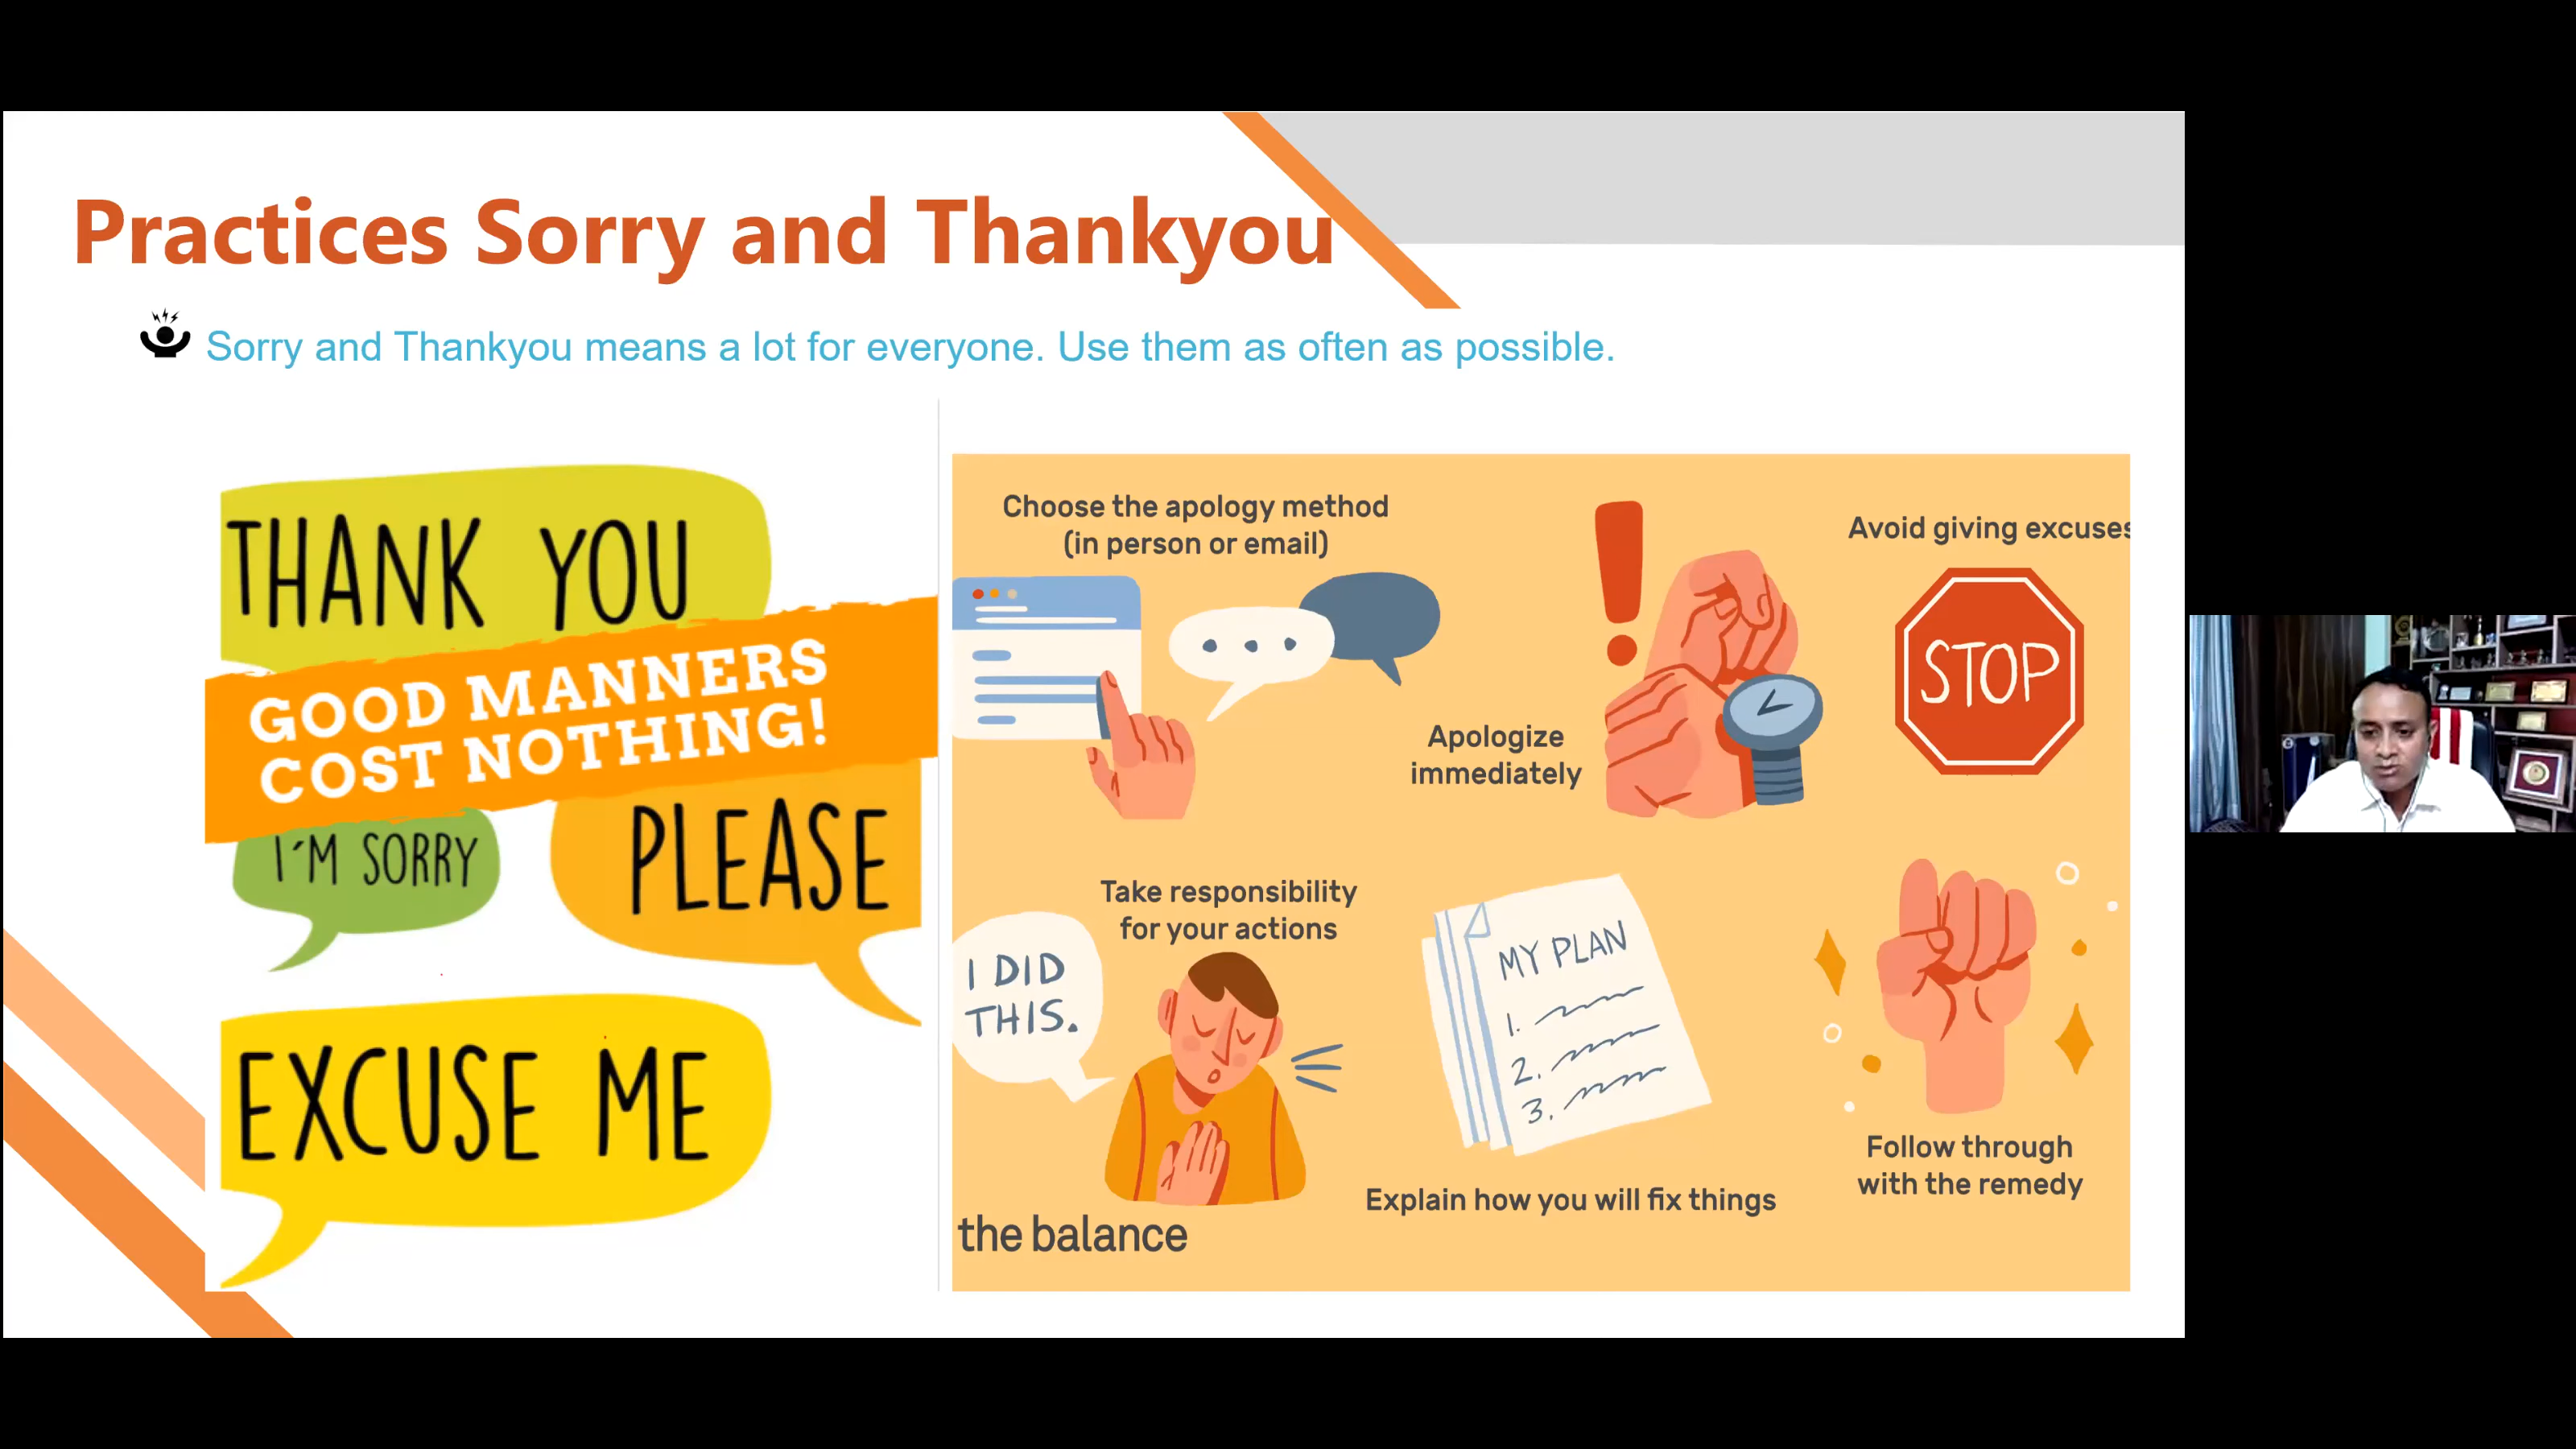 Practices Sorry and Thankyou
Sorry and Thankyou means a lot for everyone. Use them as often as possible.
THANK YOU
GOOD MANNERS
COST NOTHING!
I'M SORRY
PLEASE
EXCUSE ME
Choose the apology method
(in person or email)
Apologize
immediately
Avoid giving excuses
STOP
Take responsibility
for your actions
I DID
THIS.
MY PLAN
1.
2.
3.
Explain how you will fix things
Follow through
with the remedy
the balance